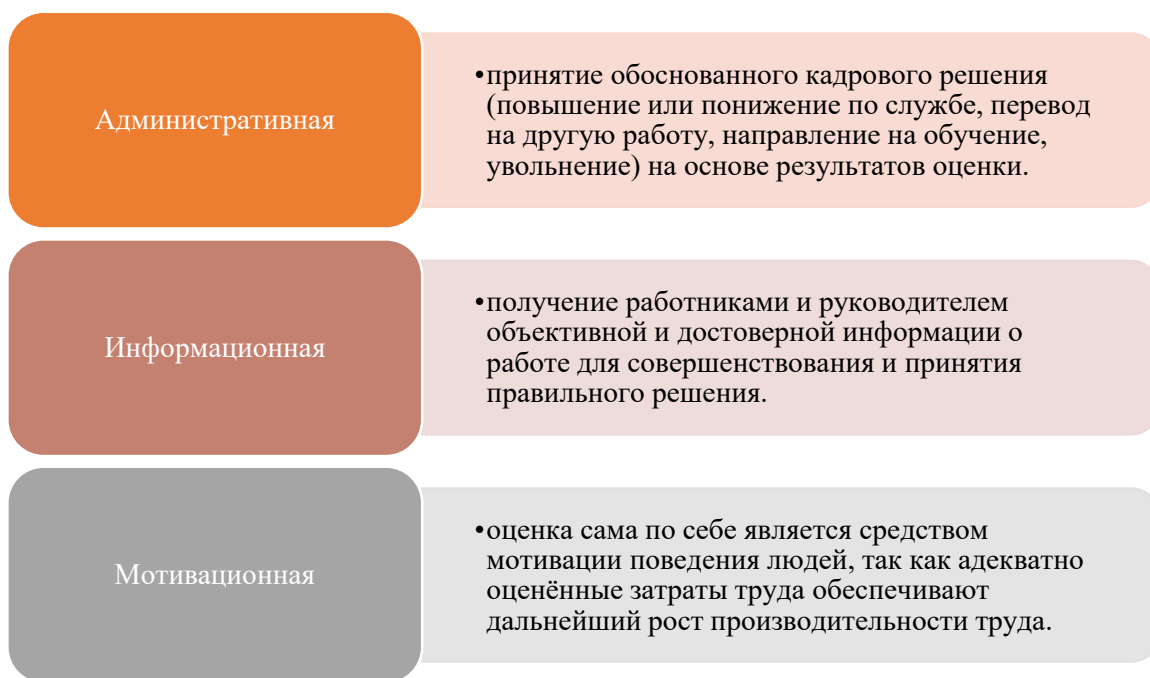 Административная
•принятие обоснованного кадрового решения
(повышение или понижение по службе, перевод
на другую работу, направление на обучение,
увольнение) на основе результатов оценки.
Информационная
•получение работниками и руководителем
объективной и достоверной информации о
работе для совершенствования и принятия
правильного решения.
Мотивационная
•оценка сама по себе является средством
мотивации поведения людей, так как адекватно
оценённые затраты труда обеспечивают
дальнейший рост производительности труда.